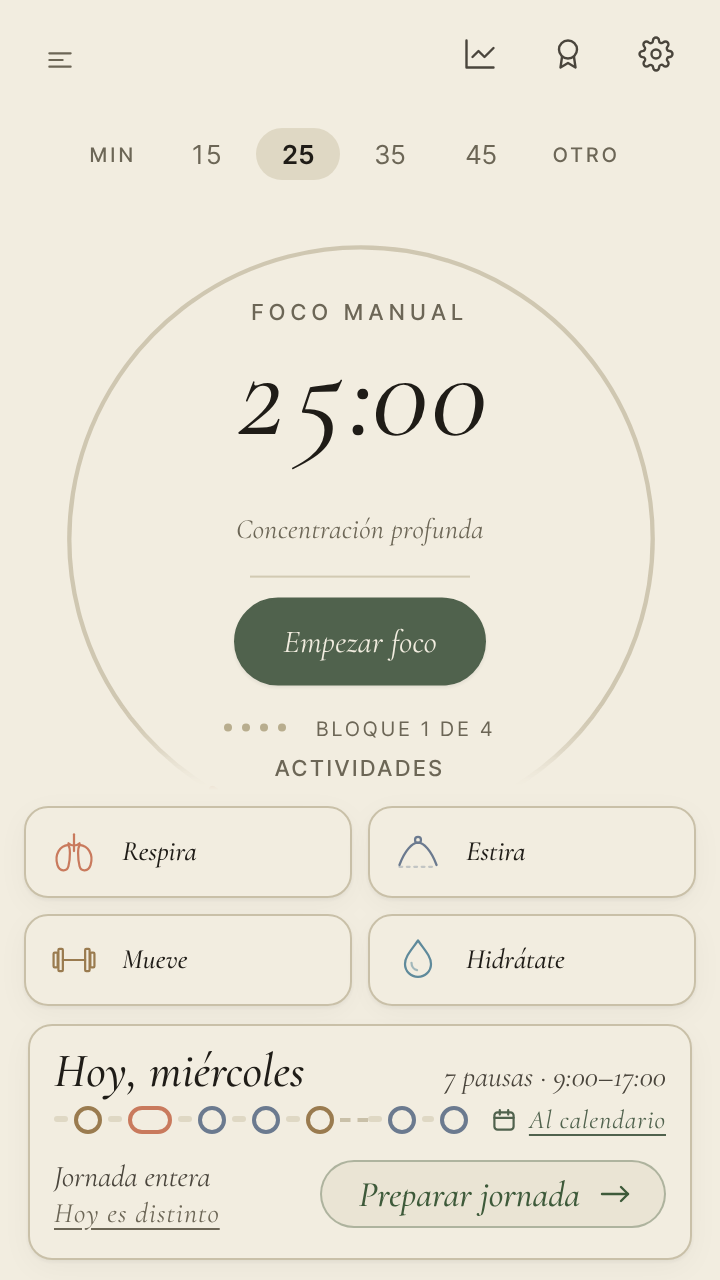 MIN 15 25 35 45 OTRO
FOCO MANUAL
25:00
Concentración profunda
Empezar foco
BLOQUE 1 DE 4
ACTIVIDADES
Respira
Estira
Mueve
Hidrátate
Hoy, miércoles
7 pausas · 9:00–17:00
Al calendario
Jornada entera
Hoy es distinto
Preparar jornada